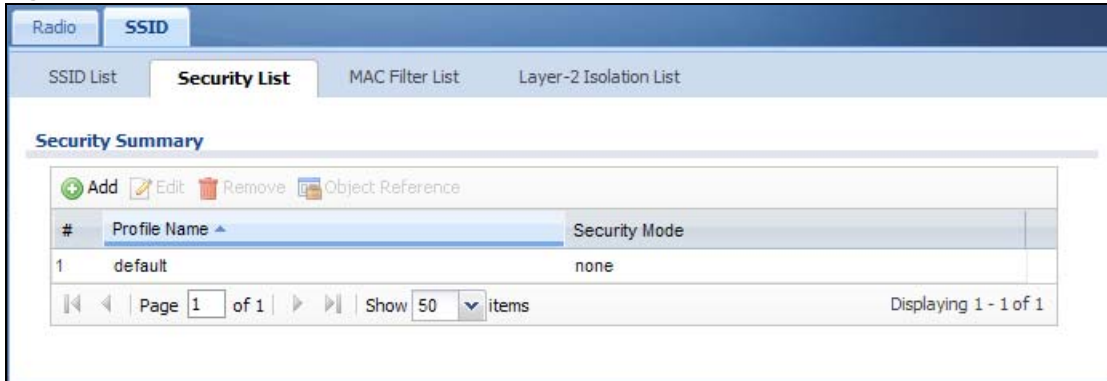 Radio SSID
SSID List Security List MAC Filter List Layer-2 Isolation List
Security Summary
Add Edit Remove Object Reference
# Profile Name Security Mode
1 default none
Page 1 of 1 Show 50 items Displaying 1 - 1 of 1